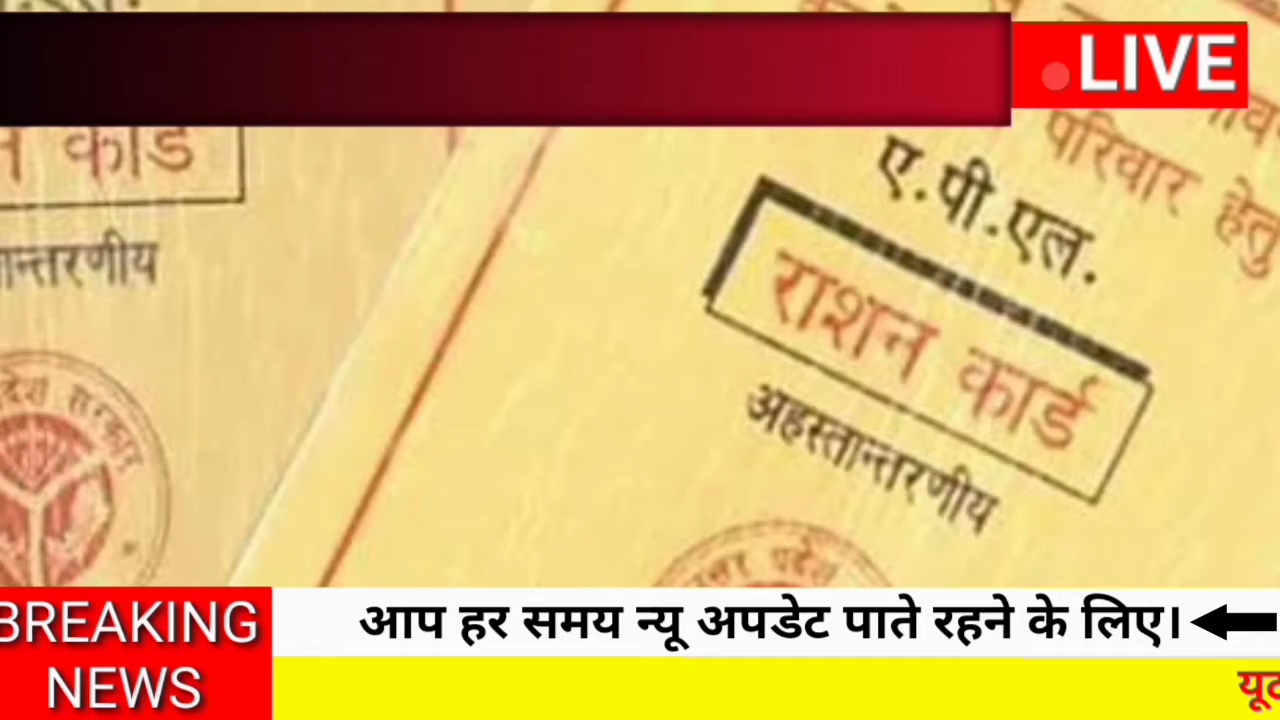 LIVE
कार्ड
परिवार हेतु
ए.पी.एल.
राशन कार्ड
अहस्तान्तरणीय
BREAKING
NEWS
आप हर समय न्यू अपडेट पाते रहने के लिए।